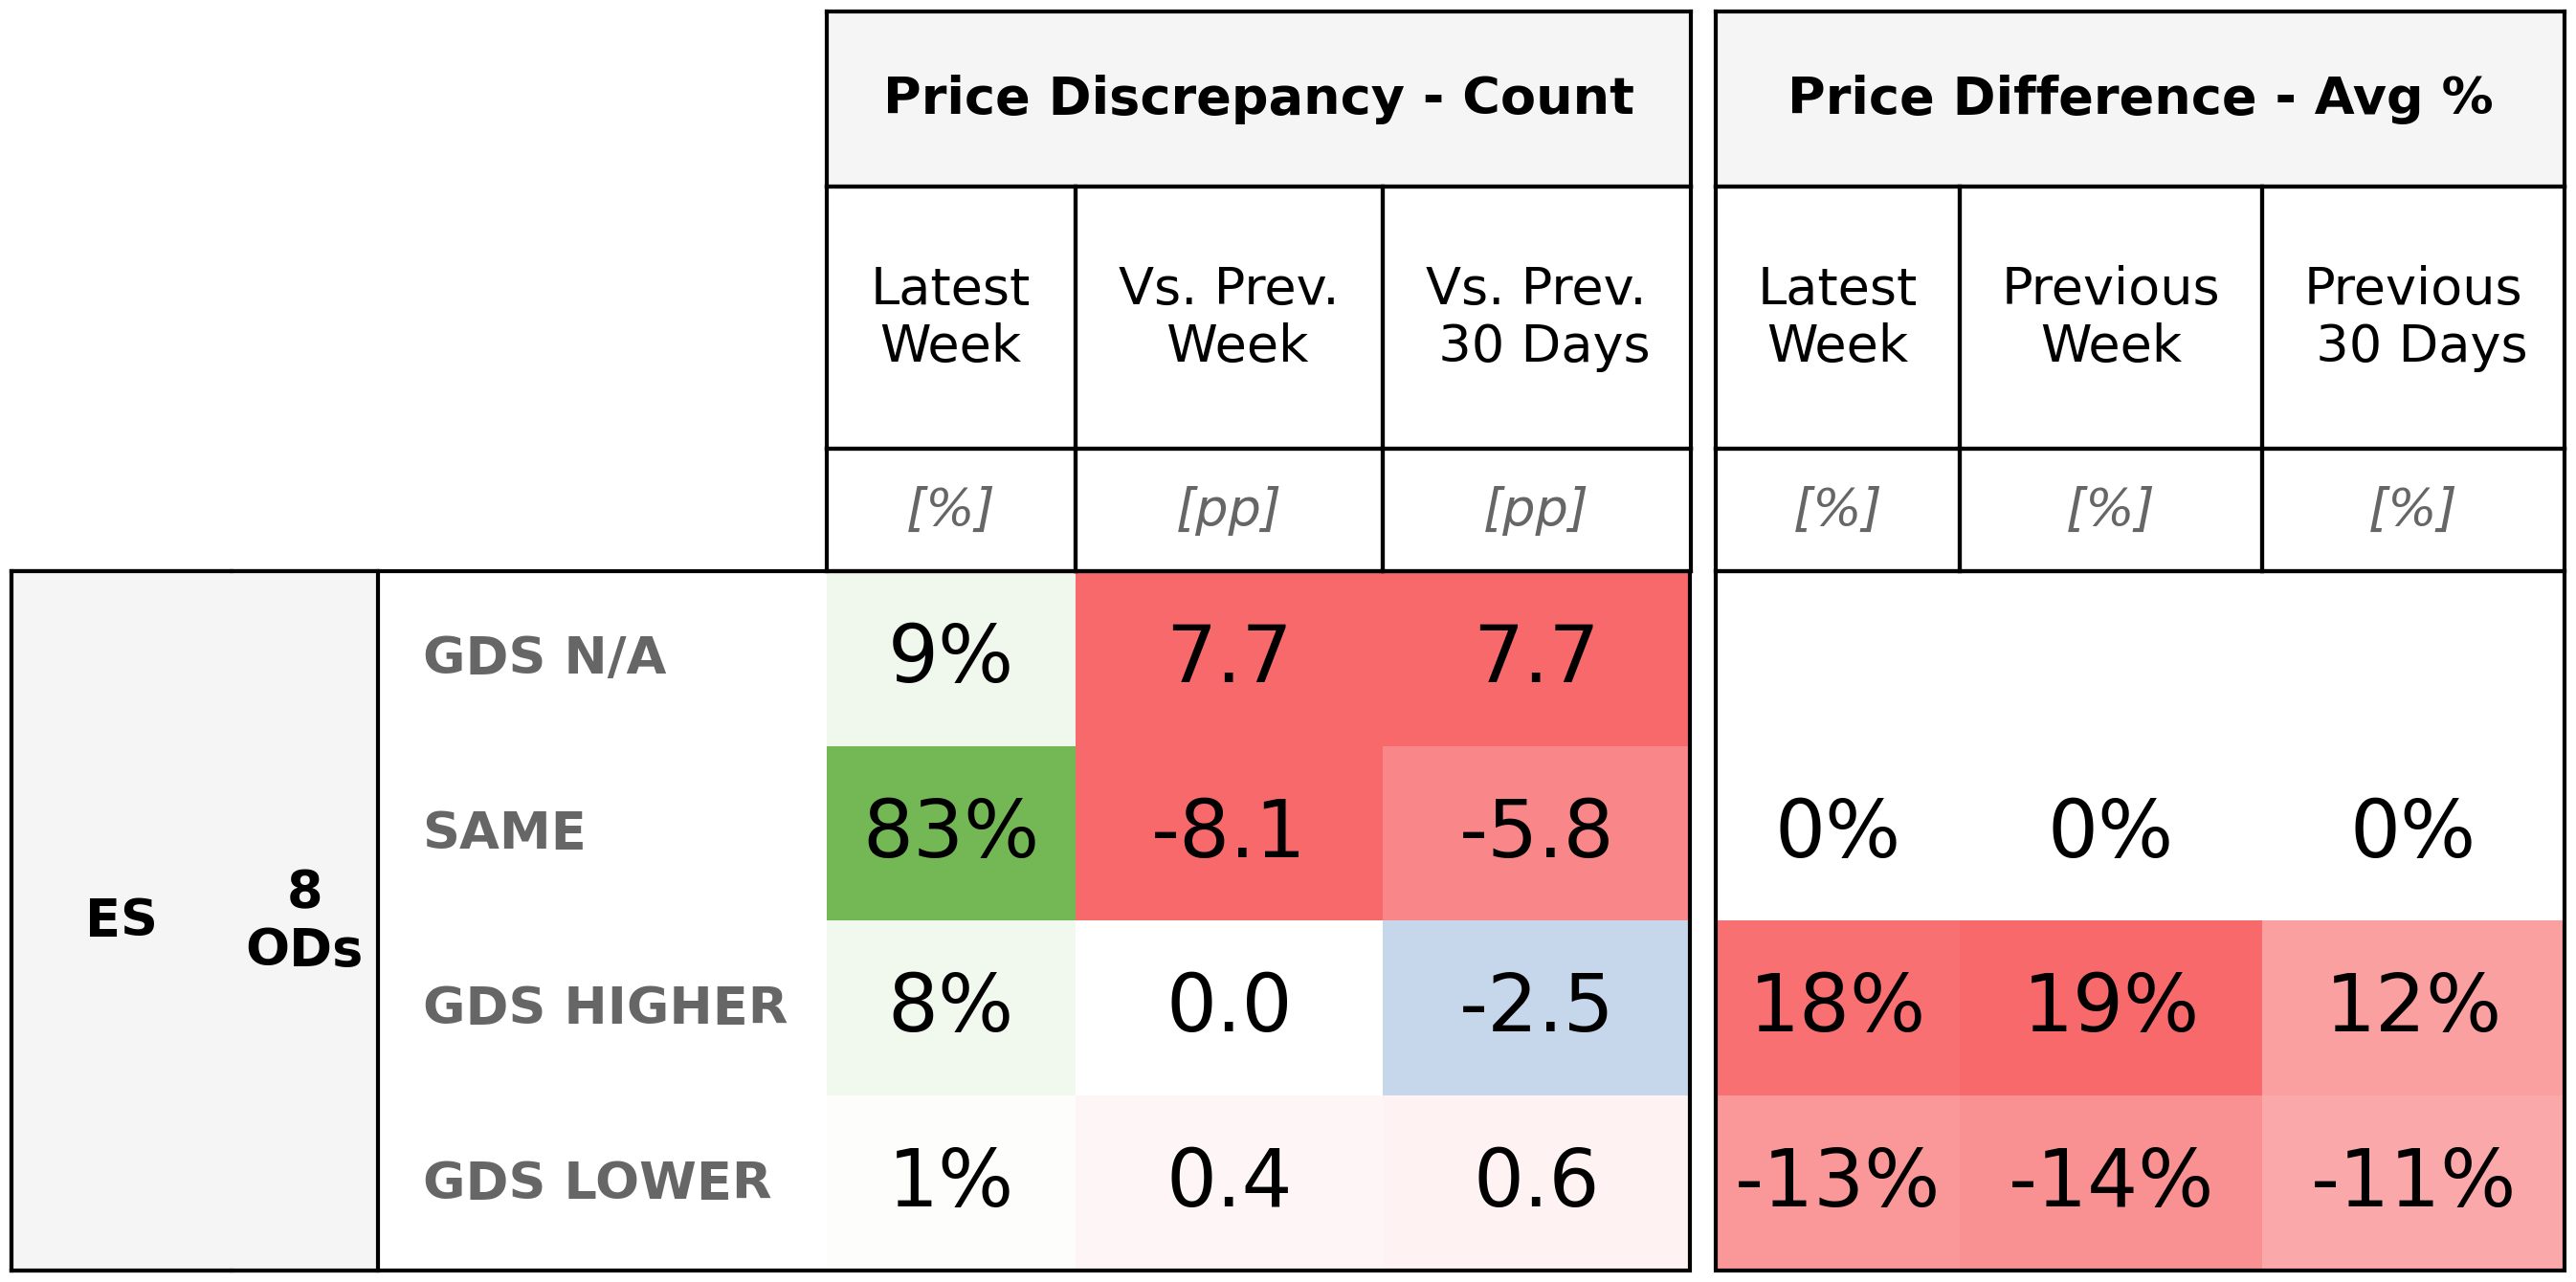 Price Discrepancy - Count Price Difference - Avg %
Latest Week Vs. Prev. Week Vs. Prev. 30 Days Latest Week Previous Week Previous 30 Days
[%] [pp] [pp] [%] [%] [%]
ES 8 ODs
GDS N/A 9% 7.7 7.7
SAME 83% -8.1 -5.8 0% 0% 0%
GDS HIGHER 8% 0.0 -2.5 18% 19% 12%
GDS LOWER 1% 0.4 0.6 -13% -14% -11%